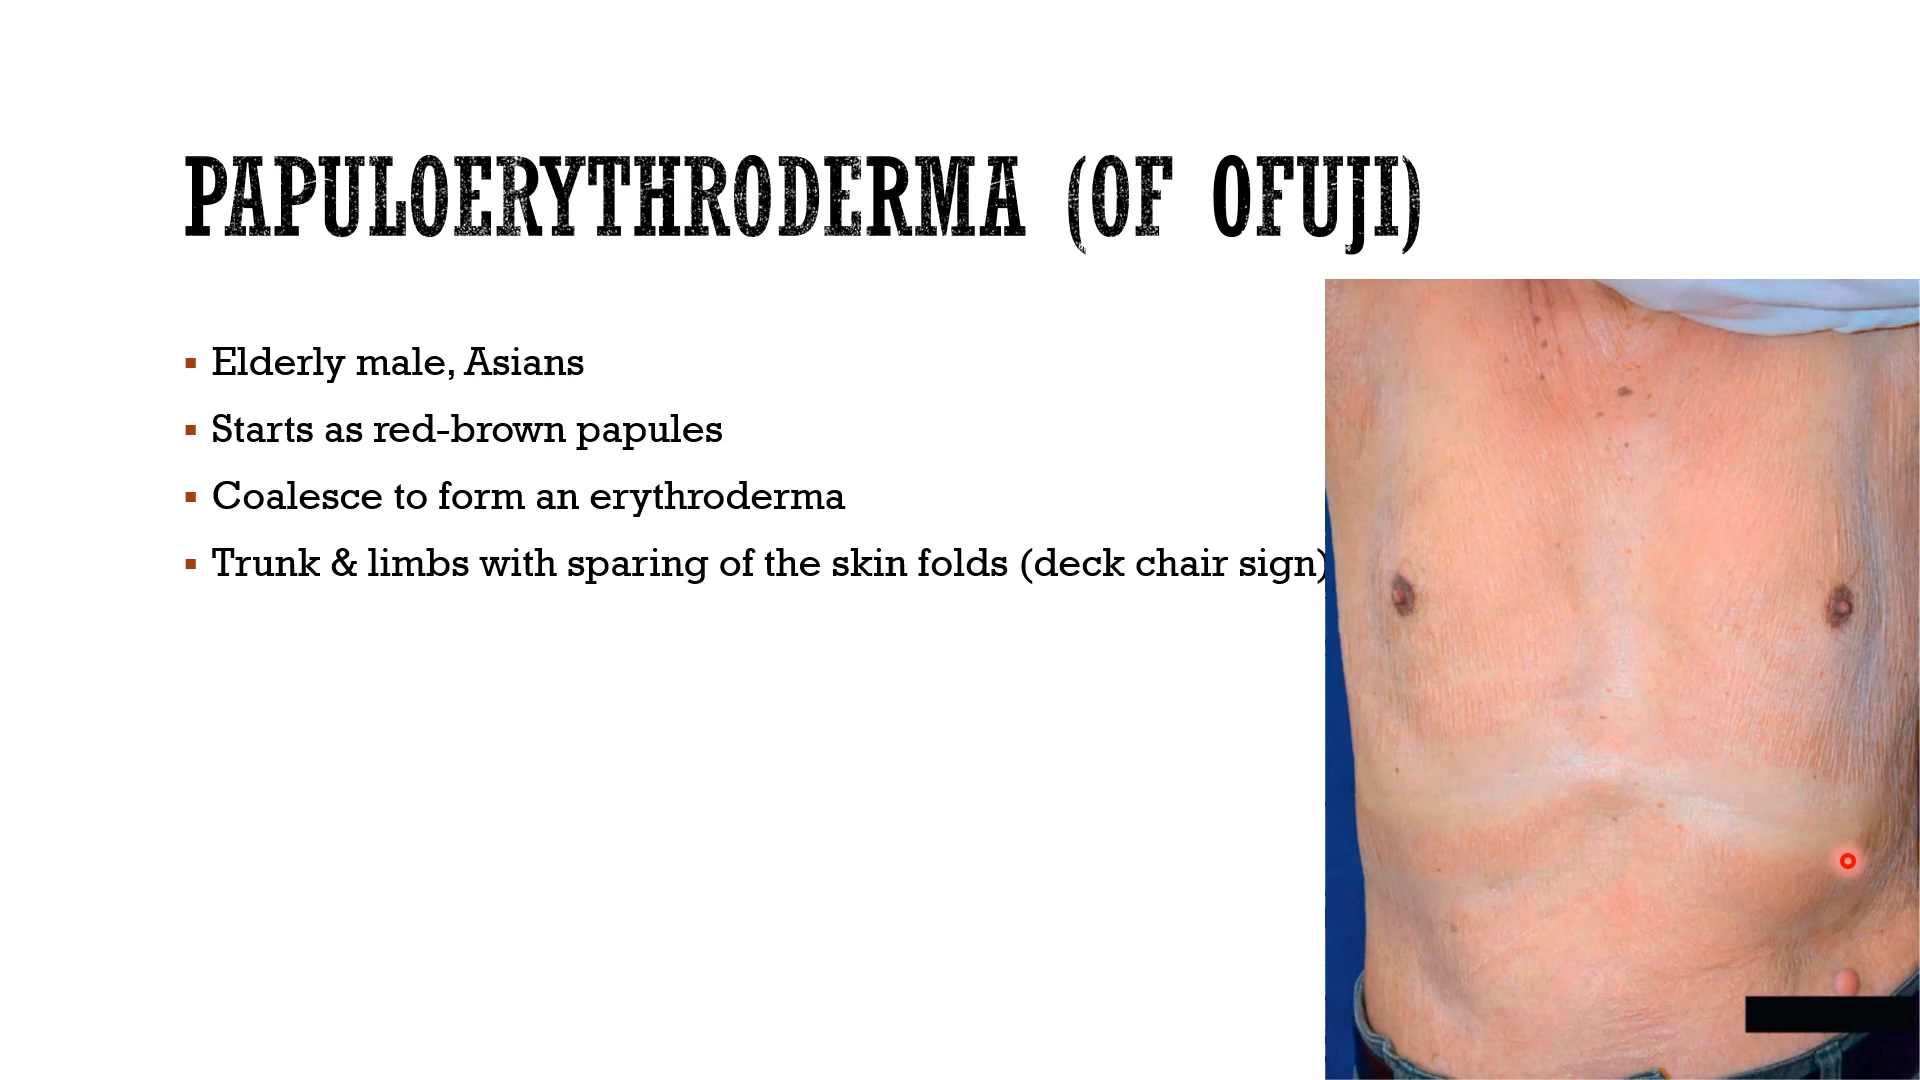 PAPULOERYTHRODERMA (OF OFUJI)
Elderly male, Asians
Starts as red-brown papules
Coalesce to form an erythroderma
Trunk & limbs with sparing of the skin folds (deck chair sign)